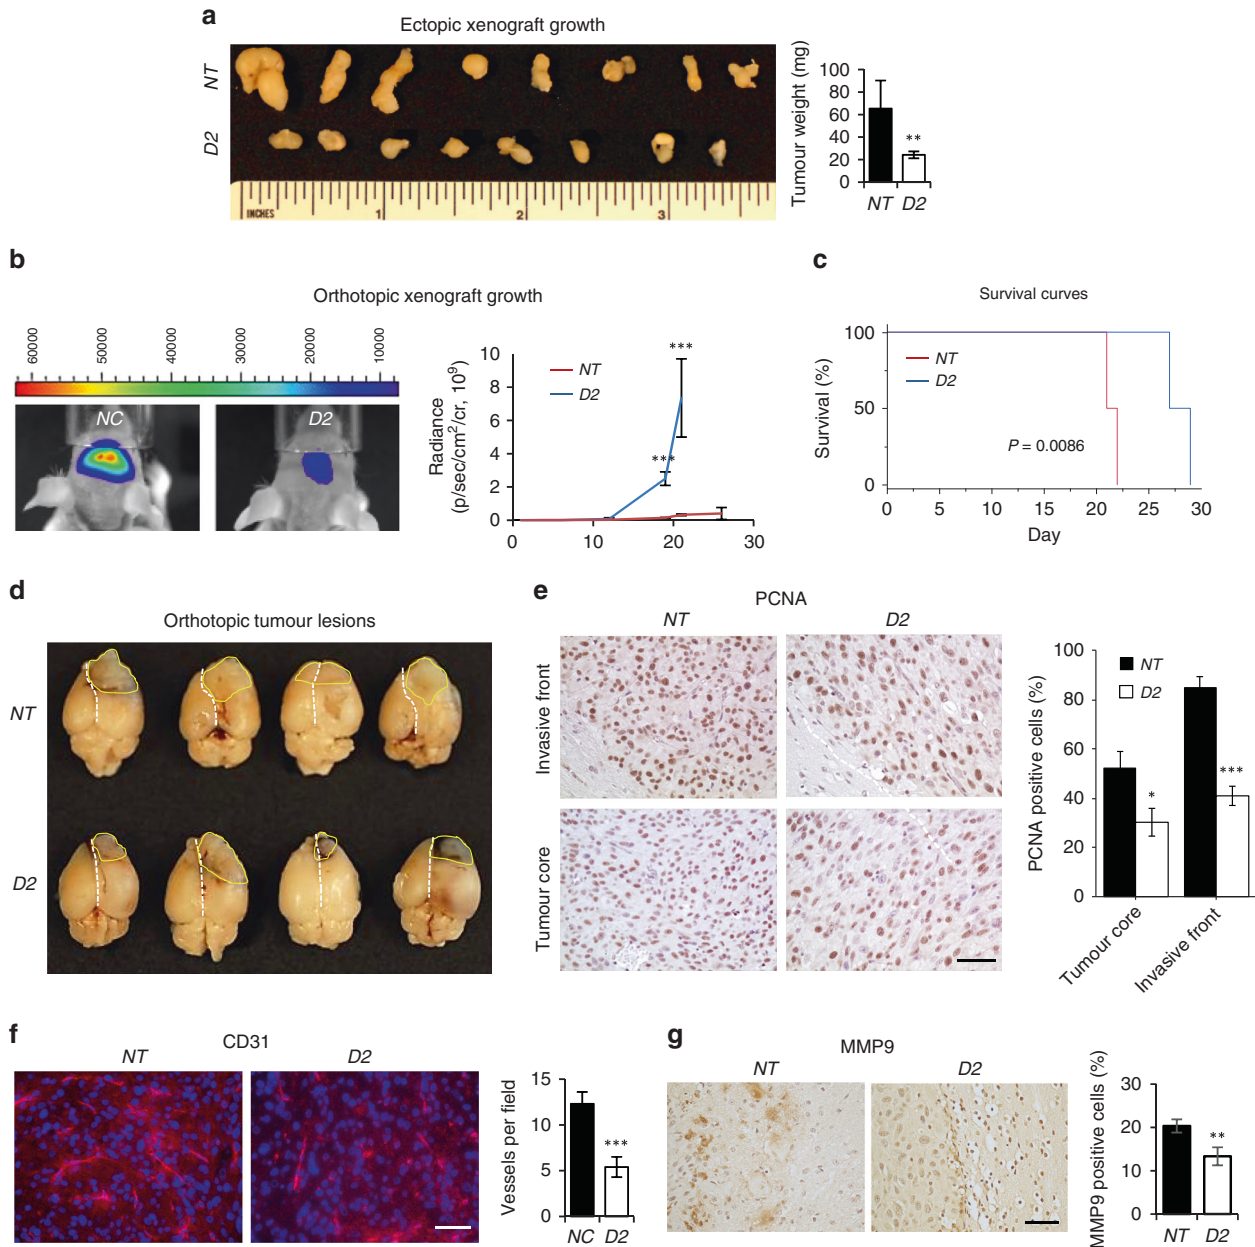 a
Ectopic xenograft growth
NT
D2
INCHES
1
2
3
Tumour weight (mg)
100
80
60
40
20
0
**
NT D2
b
Orthotopic xenograft growth
60000
50000
40000
30000
20000
10000
NC
D2
Radiance
(p/sec/cm²/cr, 10⁹)
10
8
6
4
2
0
NT
D2
***
***
0 10 20 30
c
Survival curves
Survival (%)
100
50
0
NT
D2
P = 0.0086
0 5 10 15 20 25 30
Day
d
Orthotopic tumour lesions
NT
D2
e
PCNA
NT
D2
Invasive front
Tumour core
PCNA positive cells (%)
100
80
60
40
20
0
NT
D2
*
***
Tumour core
Invasive front
f
CD31
NT
D2
Vessels per field
15
10
5
0
***
NC D2
g
MMP9
NT
D2
MMP9 positive cells (%)
30
20
10
0
**
NT D2